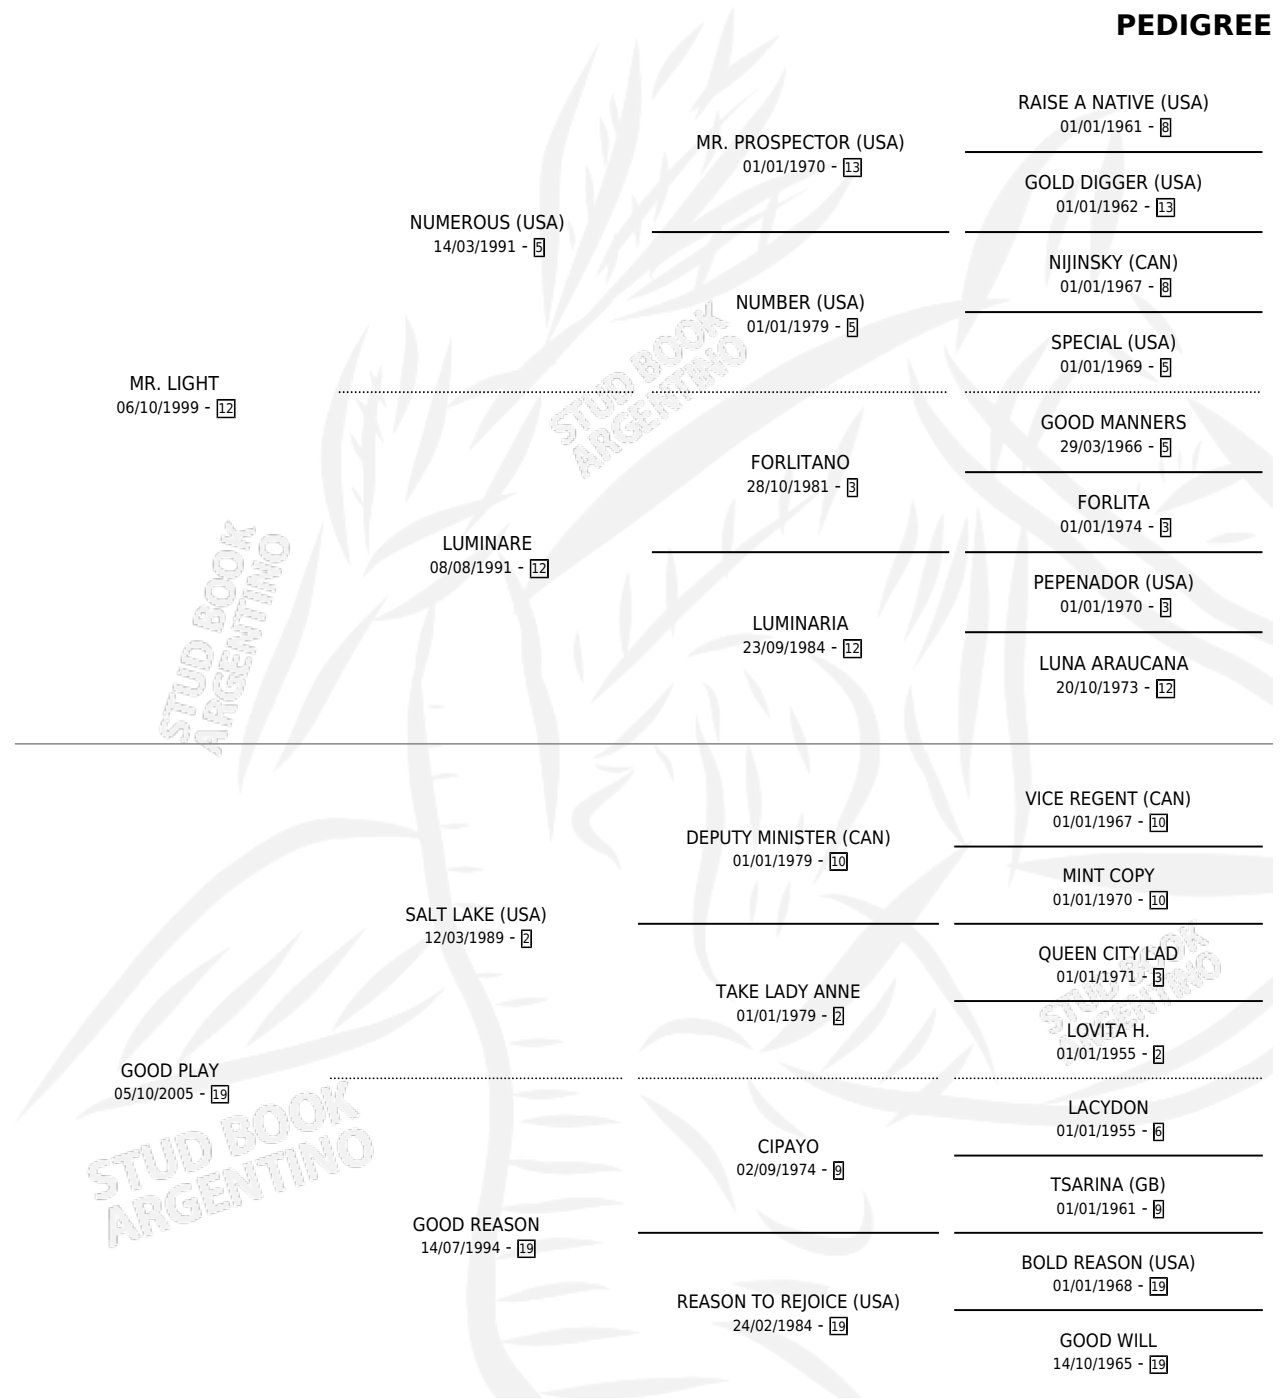 PEDIGREE
RAISE A NATIVE (USA)
01/01/1961 - 8
MR. PROSPECTOR (USA)
01/01/1970 - 13
GOLD DIGGER (USA)
01/01/1962 - 13
NUMEROUS (USA)
14/03/1991 - 5
NIJINSKY (CAN)
01/01/1967 - 8
NUMBER (USA)
01/01/1979 - 5
SPECIAL (USA)
01/01/1969 - 5
STUD BOOK
ARGENTINO
MR. LIGHT
06/10/1999 - 12
GOOD MANNERS
29/03/1966 - 5
FORLITANO
28/10/1981 - 3
FORLITA
01/01/1974 - 3
LUMINARE
08/08/1991 - 12
PEPENADOR (USA)
01/01/1970 - 3
LUMINARIA
23/09/1984 - 12
LUNA ARAUCANA
20/10/1973 - 12
STUD BOOK
ARGENTINO
VICE REGENT (CAN)
01/01/1967 - 10
DEPUTY MINISTER (CAN)
01/01/1979 - 10
MINT COPY
01/01/1970 - 10
SALT LAKE (USA)
12/03/1989 - 2
QUEEN CITY LAD
01/01/1971 - 3
TAKE LADY ANNE
01/01/1979 - 2
LOVITA H.
01/01/1955 - 2
STUD BOOK
ARGENTINO
GOOD PLAY
05/10/2005 - 19
LACYDON
01/01/1955 - 6
CIPAYO
02/09/1974 - 9
TSARINA (GB)
01/01/1961 - 9
STUD BOOK
ARGENTINO
GOOD REASON
14/07/1994 - 19
BOLD REASON (USA)
01/01/1968 - 19
REASON TO REJOICE (USA)
24/02/1984 - 19
GOOD WILL
14/10/1965 - 19